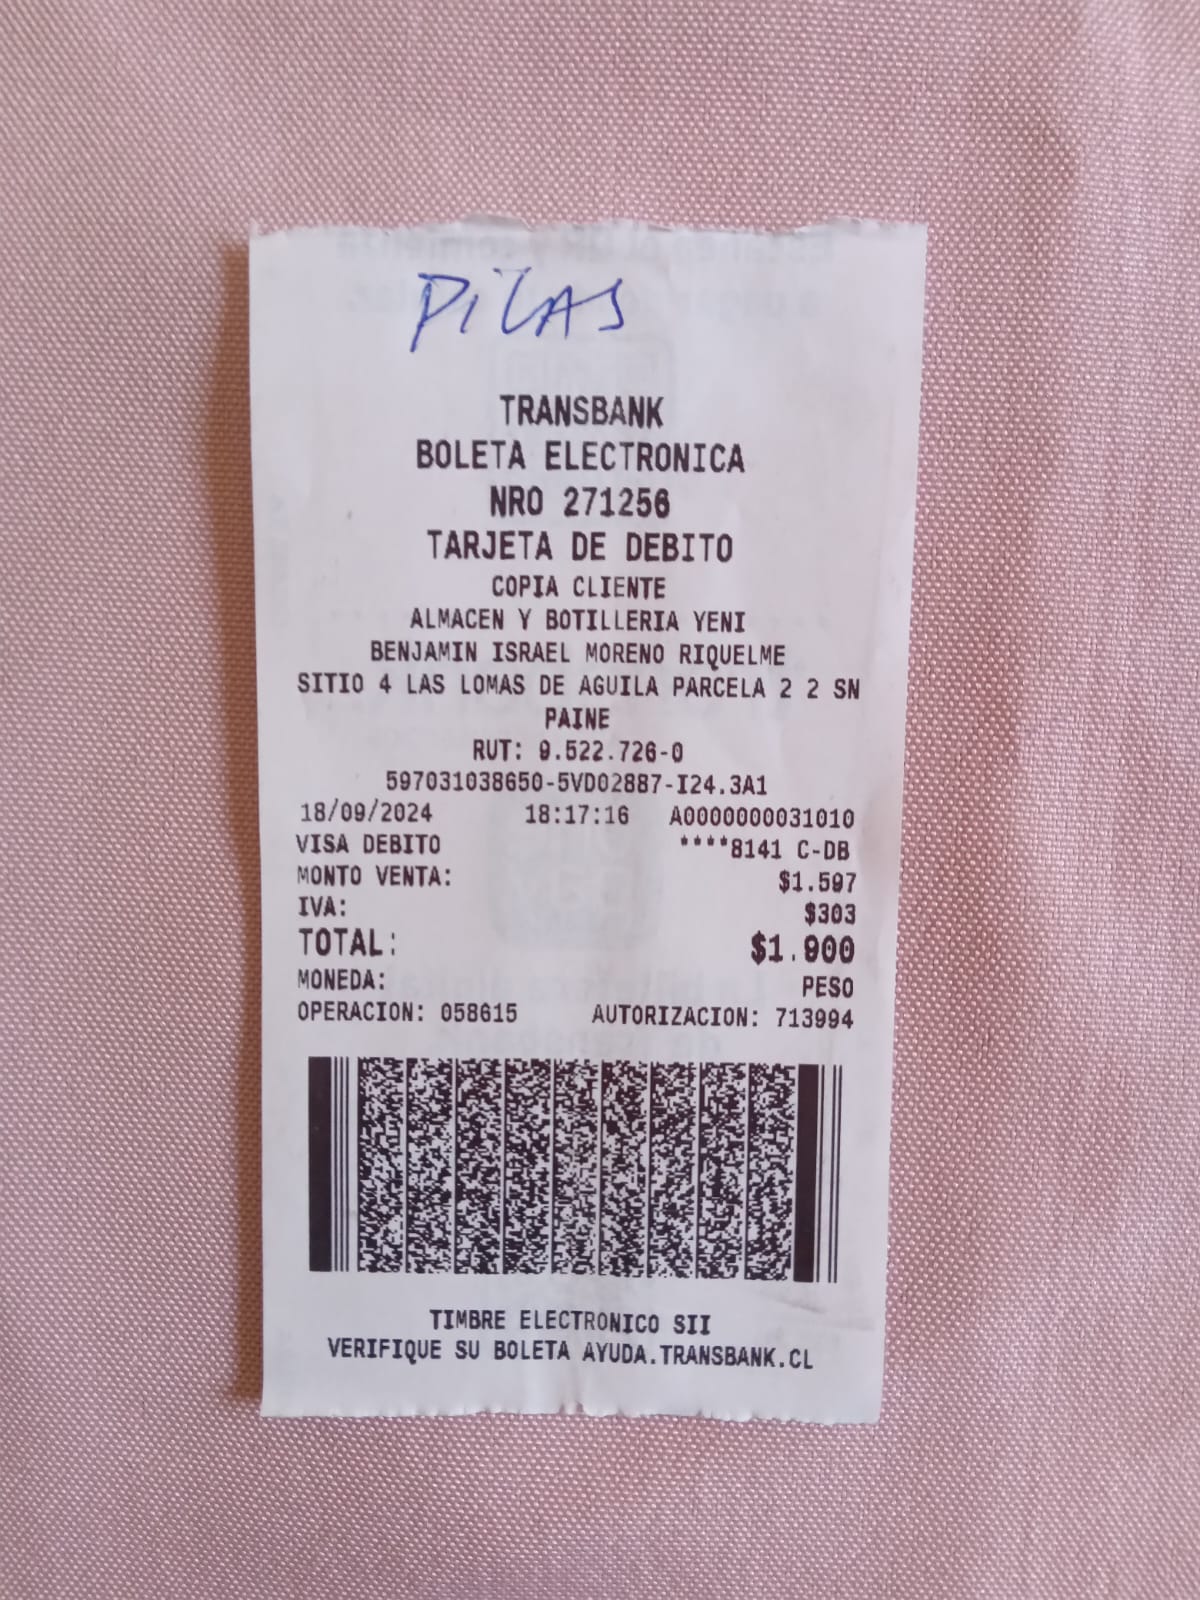 PILAS
TRANSBANK
BOLETA ELECTRONICA
NRO 271256
TARJETA DE DEBITO
COPIA CLIENTE
ALMACEN Y BOTILLERIA YENI
BENJAMIN ISRAEL MORENO RIQUELME
SITIO 4 LAS LOMAS DE AGUILA PARCELA 2 2 SN
PAINE
RUT: 9.522.726-0
597031038650-5VD02887-I24.3A1
18/09/2024 18:17:16 A0000000031010
VISA DEBITO ****8141 C-DB
MONTO VENTA: $1.597
IVA: $303
TOTAL: $1.900
MONEDA: PESO
OPERACION: 058615 AUTORIZACION: 713994
TIMBRE ELECTRONICO SII
VERIFIQUE SU BOLETA AYUDA.TRANSBANK.CL